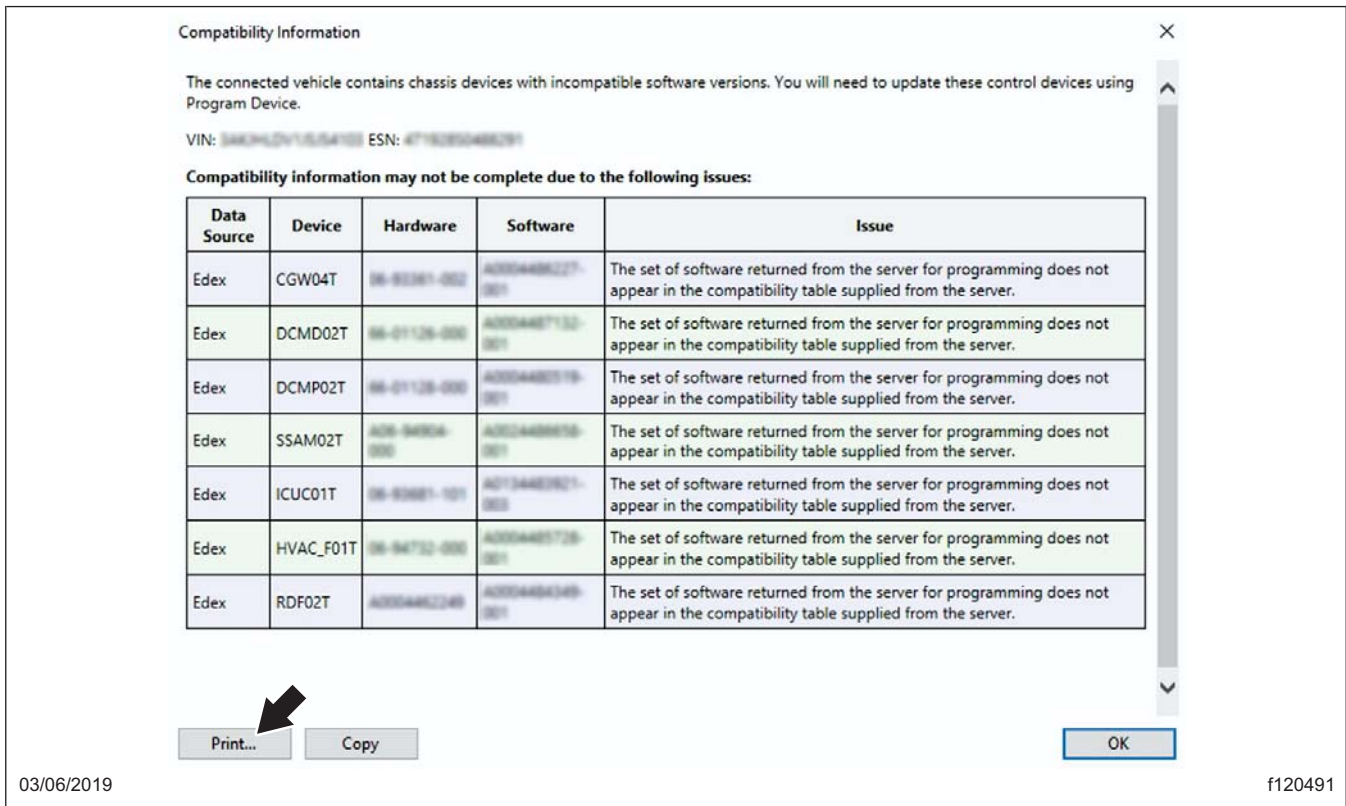 Compatibility Information
The connected vehicle contains chassis devices with incompatible software versions. You will need to update these control devices using
Program Device.
VIN: ESN:
Compatibility information may not be complete due to the following issues:
Data Source Device Hardware Software Issue
Edex CGW04T The set of software returned from the server for programming does not
appear in the compatibility table supplied from the server.
Edex DCMD02T The set of software returned from the server for programming does not
appear in the compatibility table supplied from the server.
Edex DCMP02T The set of software returned from the server for programming does not
appear in the compatibility table supplied from the server.
Edex SSAM02T The set of software returned from the server for programming does not
appear in the compatibility table supplied from the server.
Edex ICUC01T The set of software returned from the server for programming does not
appear in the compatibility table supplied from the server.
Edex HVAC_F01T The set of software returned from the server for programming does not
appear in the compatibility table supplied from the server.
Edex RDF02T The set of software returned from the server for programming does not
appear in the compatibility table supplied from the server.
Print... Copy OK
03/06/2019 f120491